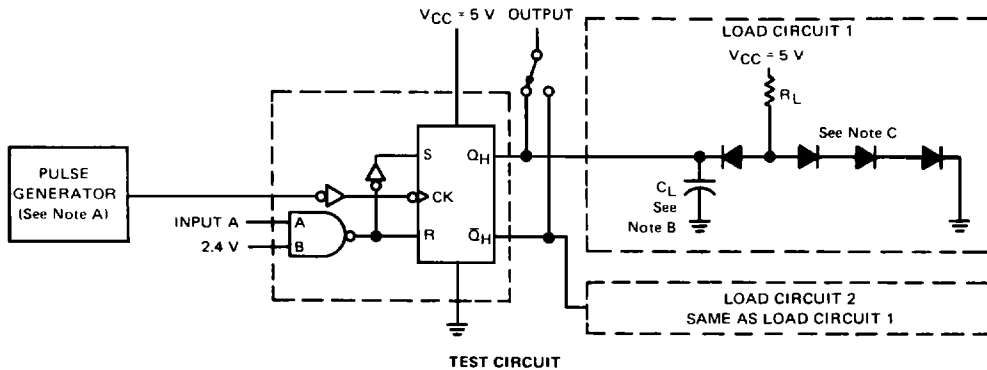 VCC = 5 V OUTPUT
LOAD CIRCUIT 1
VCC = 5 V
RL
See Note C
PULSE
GENERATOR
(See Note A)
S
QH
CK
CL
See
Note B
INPUT A
A
2.4 V
B
R
Q̅H
LOAD CIRCUIT 2
SAME AS LOAD CIRCUIT 1
TEST CIRCUIT